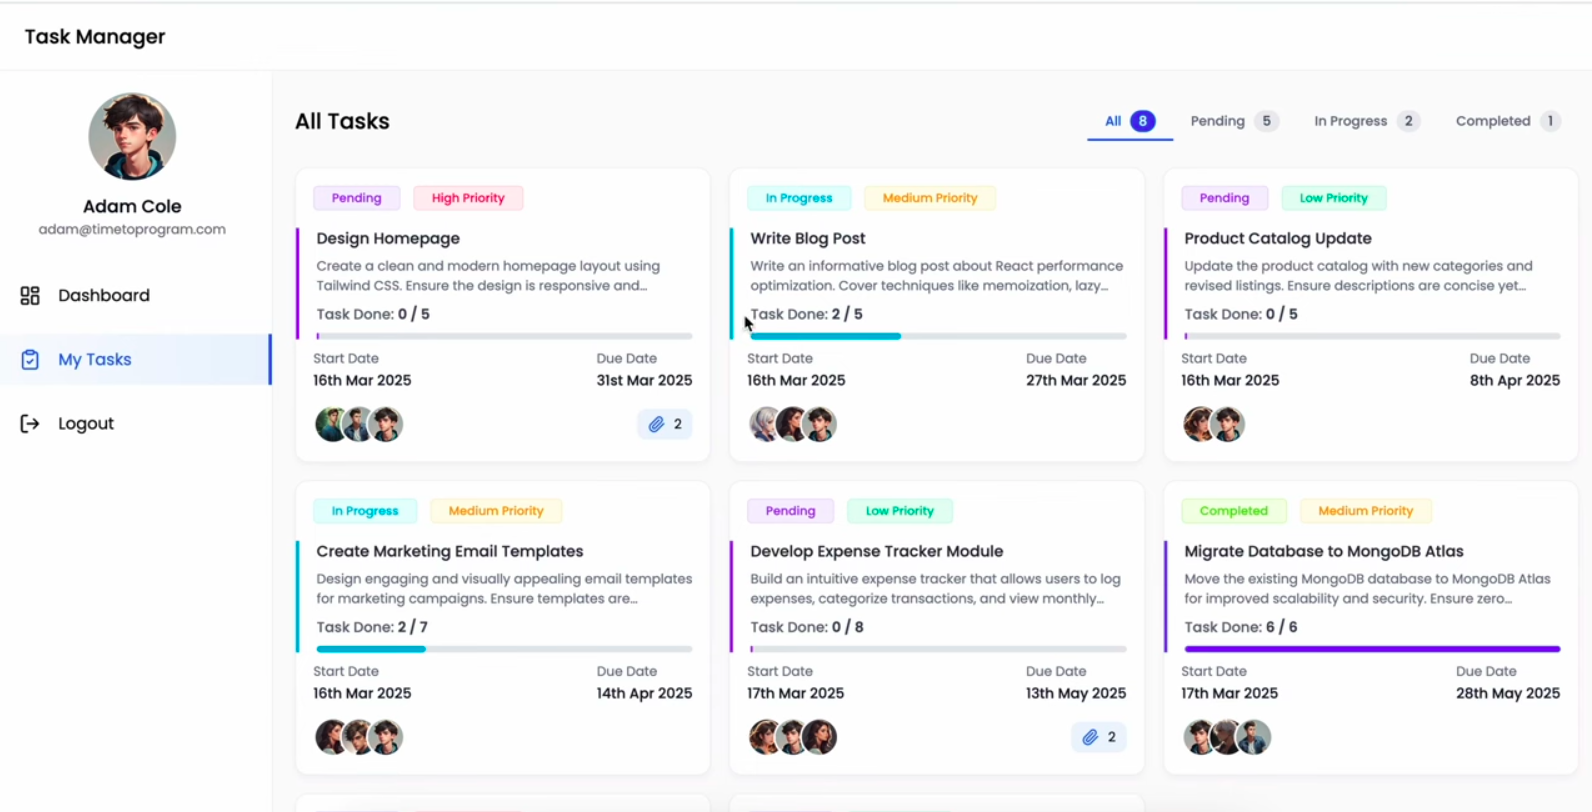 Task Manager
Adam Cole
adam@timetoprogram.com
Dashboard
My Tasks
Logout
All Tasks
All 8
Pending 5
In Progress 2
Completed 1
Pending High Priority
Design Homepage
Create a clean and modern homepage layout using
Tailwind CSS. Ensure the design is responsive and...
Task Done: 0 / 5
Start Date Due Date
16th Mar 2025 31st Mar 2025
2
In Progress Medium Priority
Write Blog Post
Write an informative blog post about React performance
optimization. Cover techniques like memoization, lazy...
Task Done: 2 / 5
Start Date Due Date
16th Mar 2025 27th Mar 2025
Pending Low Priority
Product Catalog Update
Update the product catalog with new categories and
revised listings. Ensure descriptions are concise yet...
Task Done: 0 / 5
Start Date Due Date
16th Mar 2025 8th Apr 2025
In Progress Medium Priority
Create Marketing Email Templates
Design engaging and visually appealing email templates
for marketing campaigns. Ensure templates are...
Task Done: 2 / 7
Start Date Due Date
16th Mar 2025 14th Apr 2025
Pending Low Priority
Develop Expense Tracker Module
Build an intuitive expense tracker that allows users to log
expenses, categorize transactions, and view monthly...
Task Done: 0 / 8
Start Date Due Date
17th Mar 2025 13th May 2025
2
Completed Medium Priority
Migrate Database to MongoDB Atlas
Move the existing MongoDB database to MongoDB Atlas
for improved scalability and security. Ensure zero...
Task Done: 6 / 6
Start Date Due Date
17th Mar 2025 28th May 2025